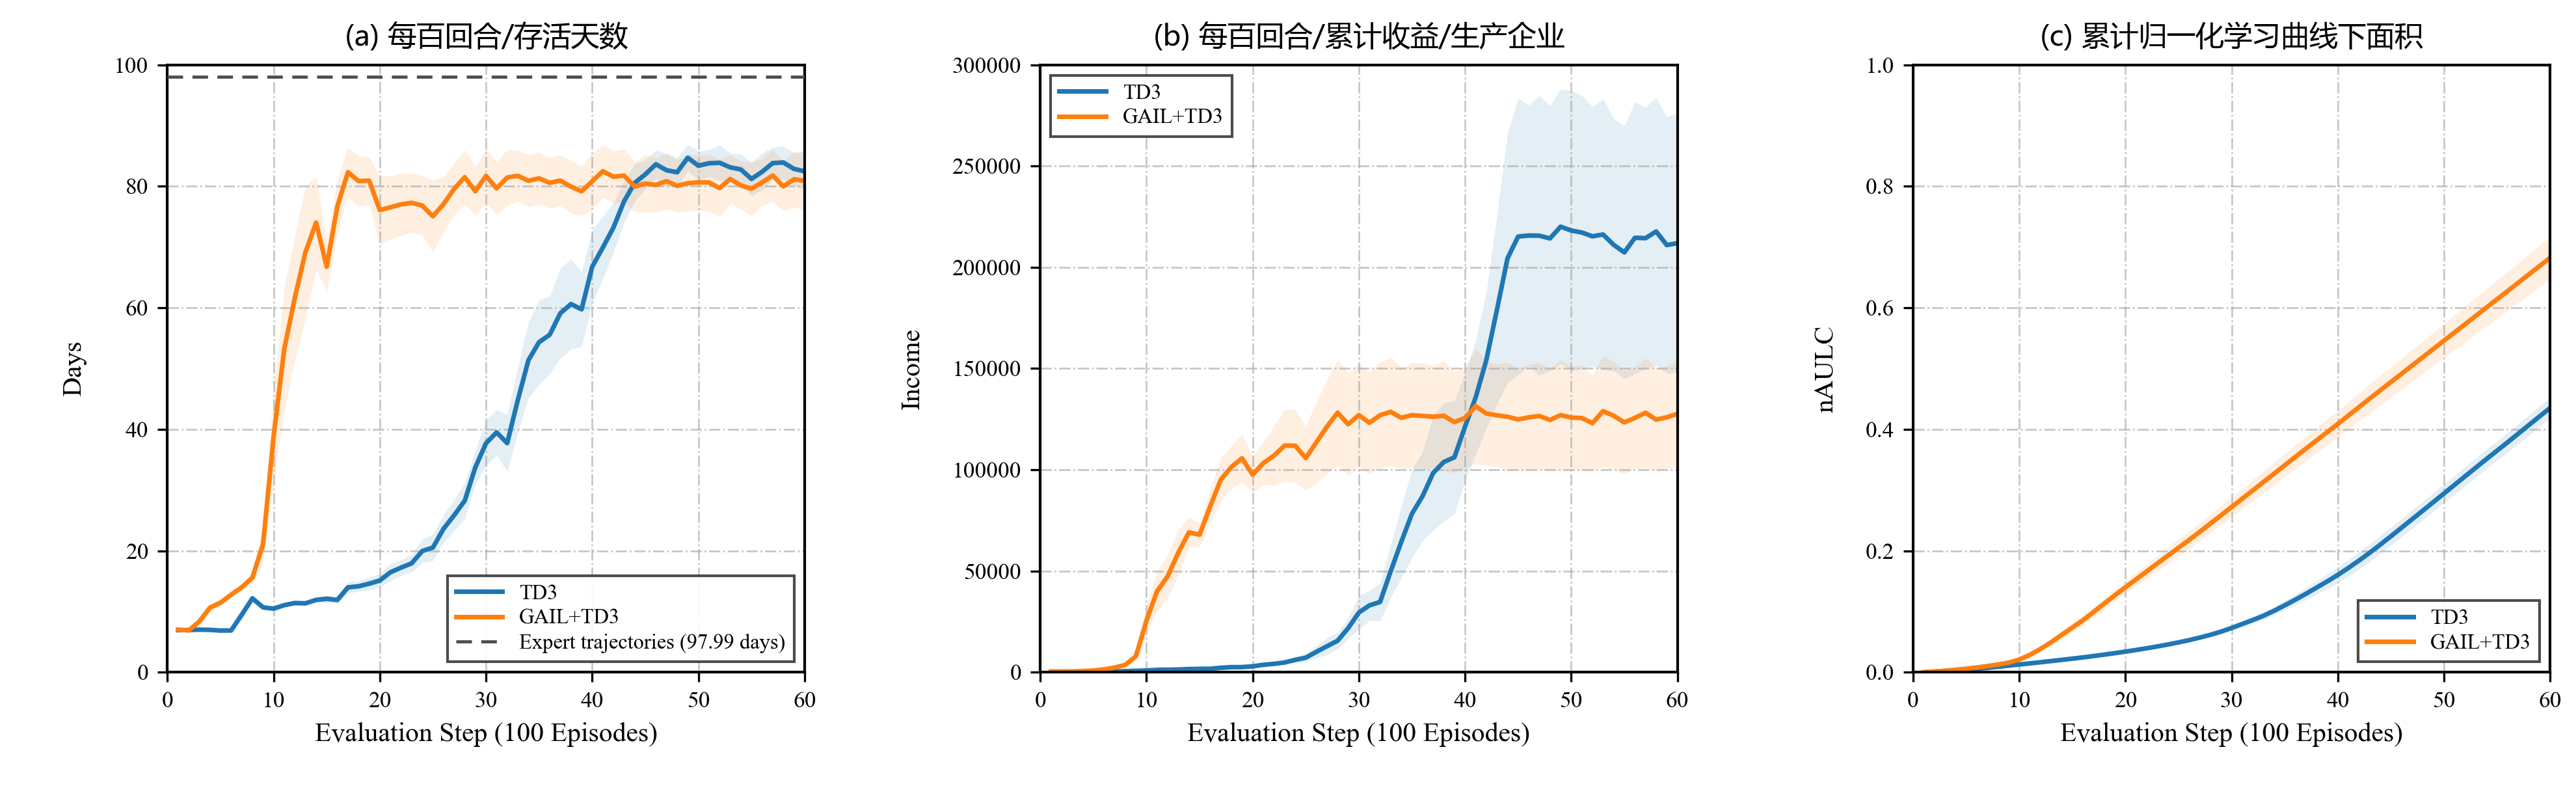 (a) 每百回合/存活天数
100
80
60
40
20
0
Days
TD3
GAIL+TD3
Expert trajectories (97.99 days)
0 10 20 30 40 50 60
Evaluation Step (100 Episodes)
(b) 每百回合/累计收益/生产企业
300000
250000
200000
150000
100000
50000
0
Income
TD3
GAIL+TD3
0 10 20 30 40 50 60
Evaluation Step (100 Episodes)
(c) 累计归一化学习曲线下面积
1.0
0.8
0.6
0.4
0.2
0.0
nAULC
TD3
GAIL+TD3
0 10 20 30 40 50 60
Evaluation Step (100 Episodes)